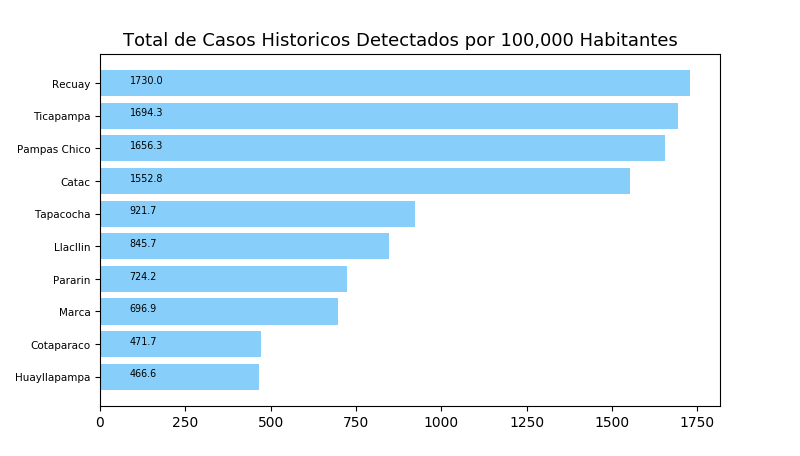 Total de Casos Historicos Detectados por 100,000 Habitantes
Recuay 1730.0
Ticapampa 1694.3
Pampas Chico 1656.3
Catac 1552.8
Tapacocha 921.7
Llacllin 845.7
Pararin 724.2
Marca 696.9
Cotaparaco 471.7
Huayllapampa 466.6
0 250 500 750 1000 1250 1500 1750